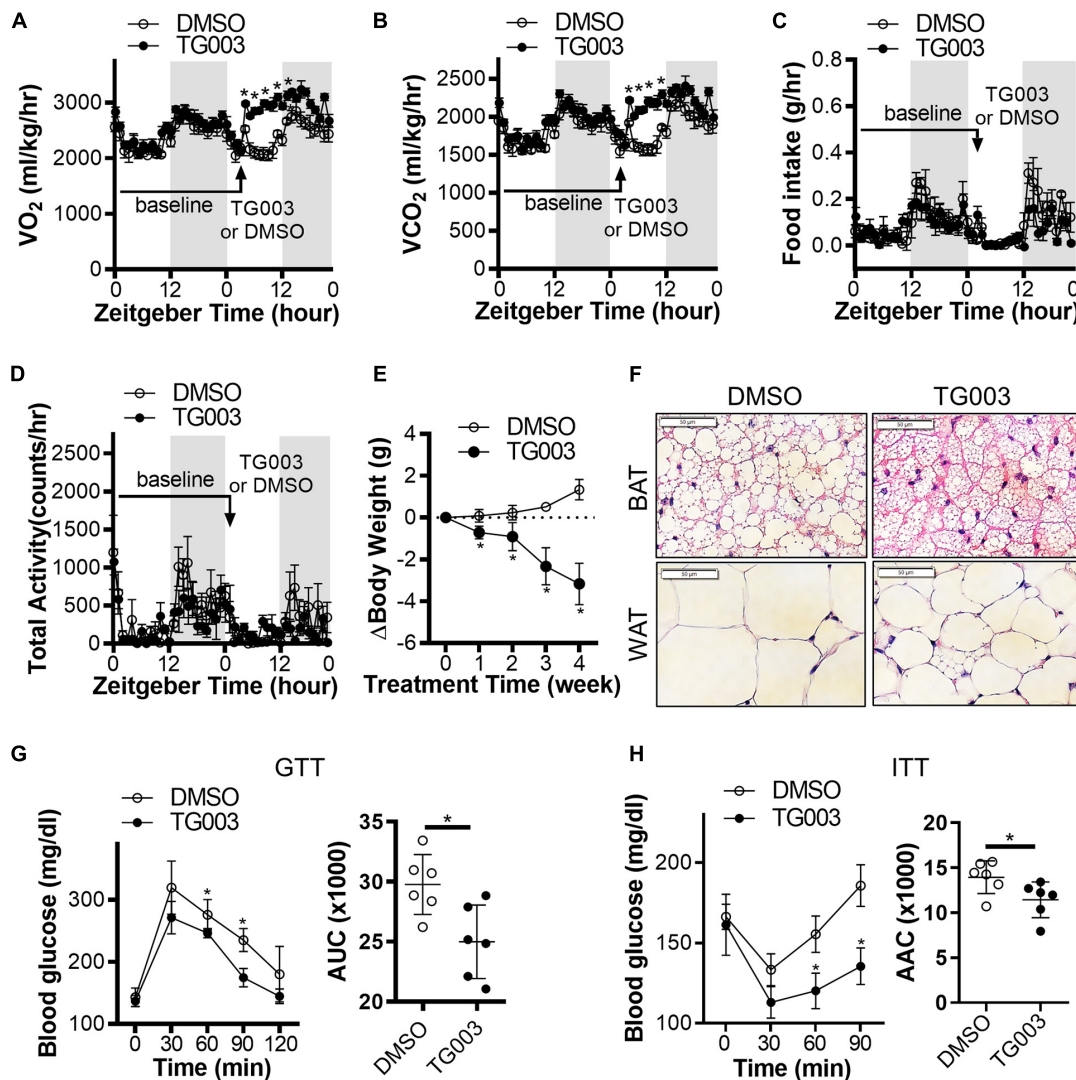 A
DMSO
TG003
VO2 (ml/kg/hr)
3000
2000
1000
0
*
*
*
*
*
baseline
TG003
or DMSO
0
12
0
12
0
Zeitgeber Time (hour)
B
DMSO
TG003
VCO2 (ml/kg/hr)
2500
2000
1500
1000
500
0
*
*
*
*
*
baseline
TG003
or DMSO
0
12
0
12
0
Zeitgeber Time (hour)
C
DMSO
TG003
Food intake (g/hr)
0.8
0.6
0.4
0.2
0.0
baseline
TG003
or DMSO
0
12
0
12
0
Zeitgeber Time (hour)
D
DMSO
TG003
Total Activity(counts/hr)
2500
2000
1500
1000
500
0
baseline
TG003
or DMSO
0
12
0
12
0
Zeitgeber Time (hour)
E
DMSO
TG003
ΔBody Weight (g)
4
2
0
-2
-4
-6
*
*
*
*
0
1
2
3
4
Treatment Time (week)
F
DMSO
TG003
BAT
50 µm
50 µm
WAT
50 µm
50 µm
G
GTT
DMSO
TG003
Blood glucose (mg/dl)
300
200
100
*
*
0
30
60
90
120
Time (min)
AUC (x1000)
35
30
25
20
*
DMSO
TG003
H
ITT
DMSO
TG003
Blood glucose (mg/dl)
200
150
100
*
*
0
30
60
90
Time (min)
AAC (x1000)
20
15
10
5
0
*
DMSO
TG003